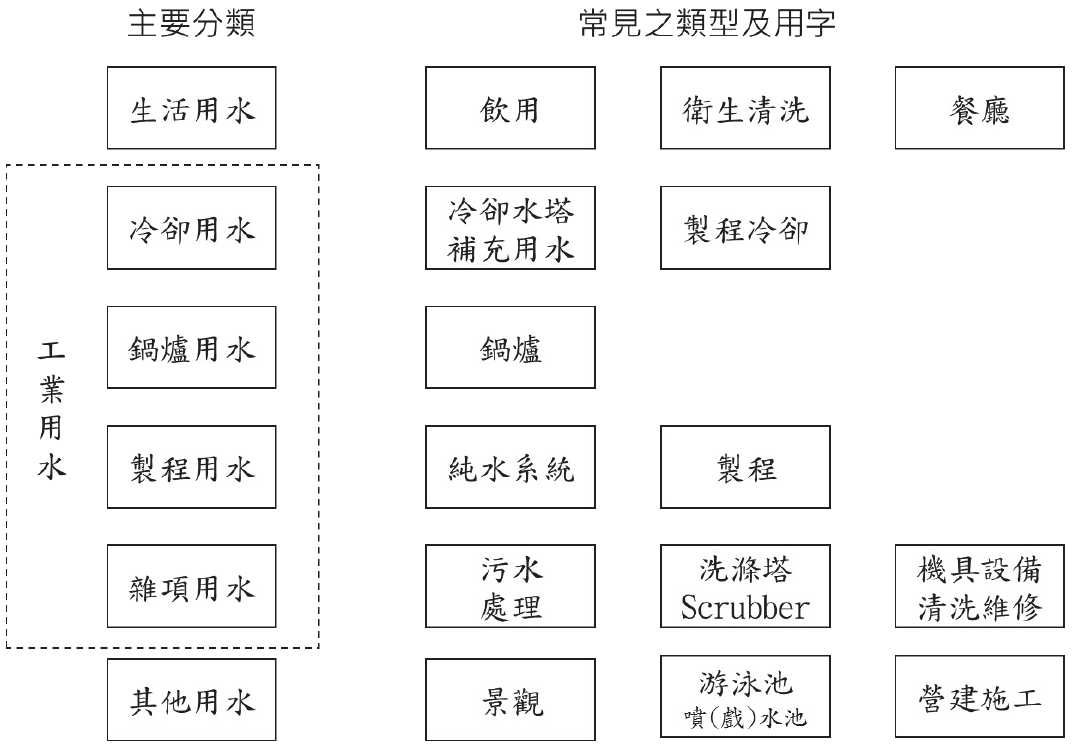 主要分類
常見之類型及用字
生活用水
飲用
衛生清洗
餐廳
工業用水
冷卻用水
冷卻水塔
補充用水
製程冷卻
鍋爐用水
鍋爐
製程用水
純水系統
製程
雜項用水
污水
處理
洗滌塔
Scrubber
機具設備
清洗維修
其他用水
景觀
游泳池
噴(戲)水池
營建施工